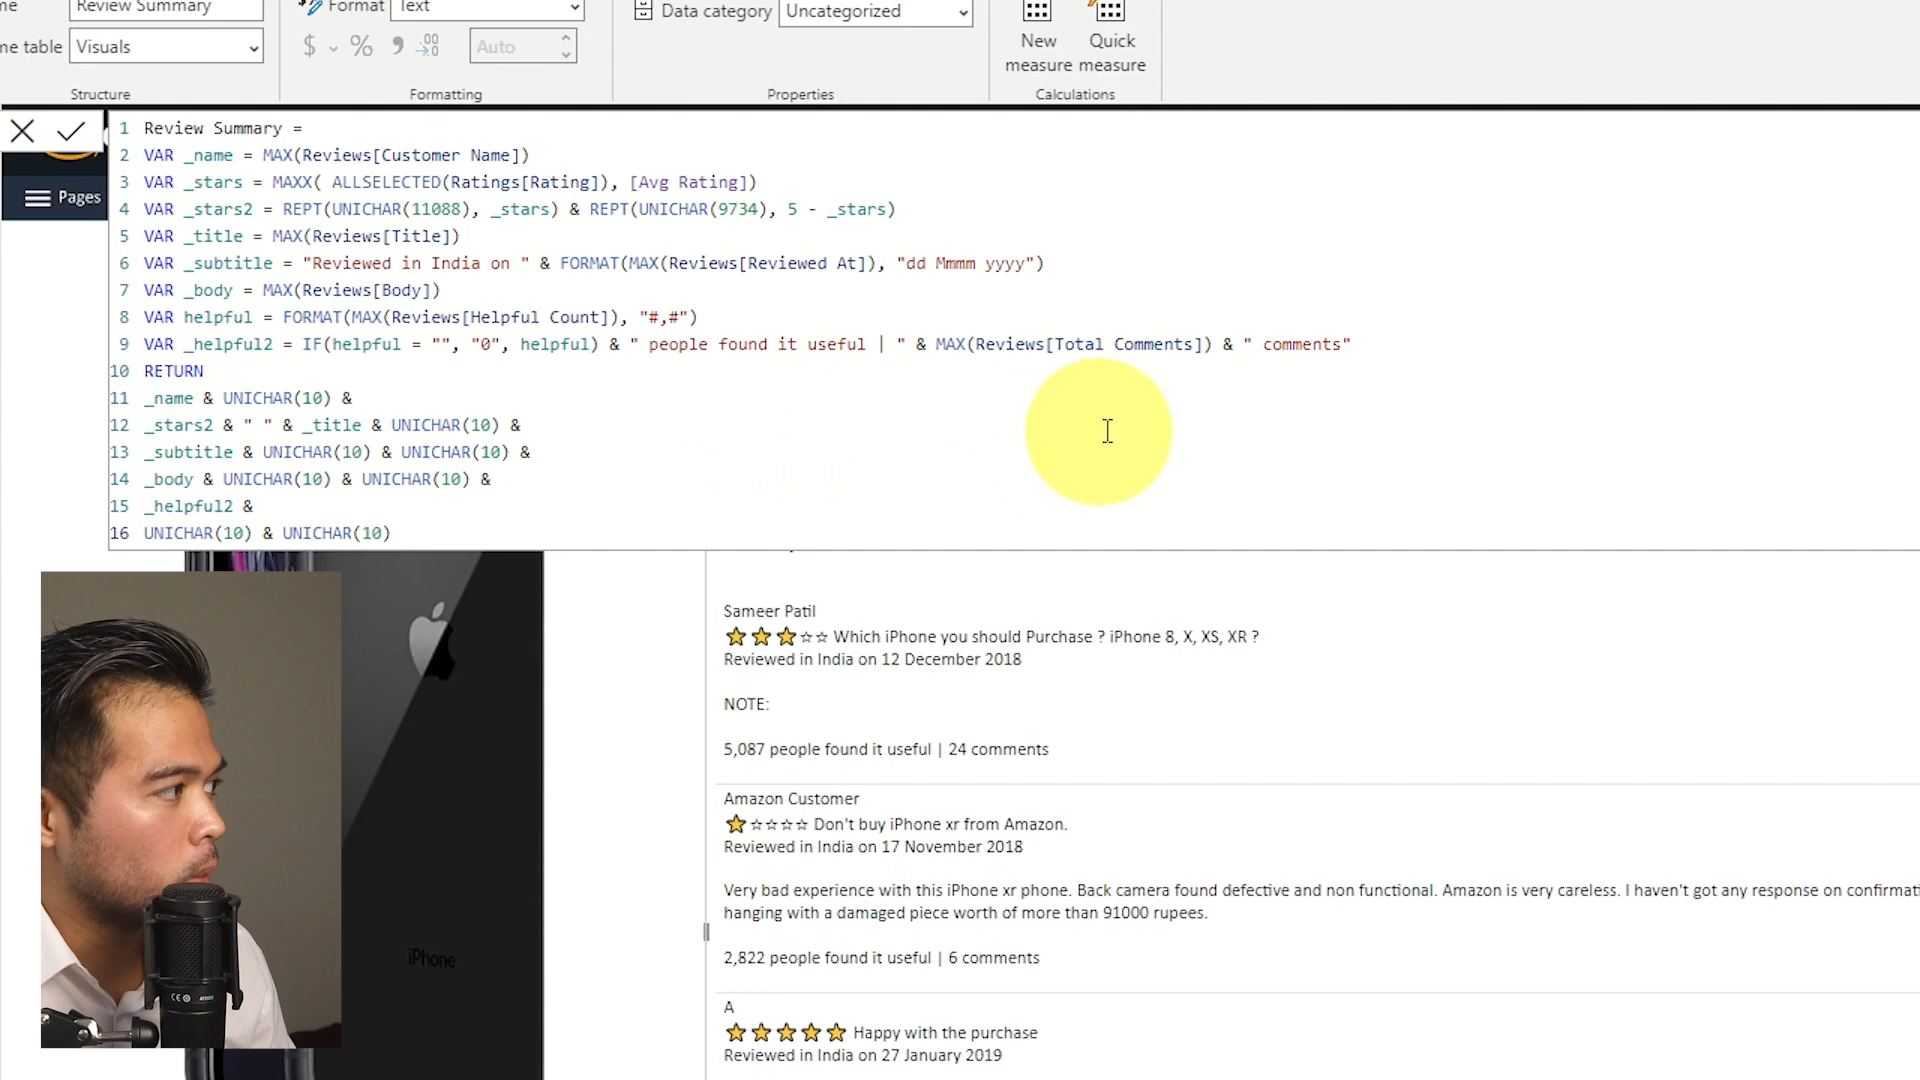 me
Review Summary
Format
Text
Data category
Uncategorized
me table
Visuals
$
%
Auto
New measure
Quick measure
Structure
Formatting
Properties
Calculations
Pages
1 Review Summary =
2 VAR _name = MAX(Reviews[Customer Name])
3 VAR _stars = MAXX( ALLSELECTED(Ratings[Rating]), [Avg Rating])
4 VAR _stars2 = REPT(UNICHAR(11088), _stars) & REPT(UNICHAR(9734), 5 - _stars)
5 VAR _title = MAX(Reviews[Title])
6 VAR _subtitle = "Reviewed in India on " & FORMAT(MAX(Reviews[Reviewed At]), "dd Mmmm yyyy")
7 VAR _body = MAX(Reviews[Body])
8 VAR helpful = FORMAT(MAX(Reviews[Helpful Count]), "#,#")
9 VAR _helpful2 = IF(helpful = "", "0", helpful) & " people found it useful | " & MAX(Reviews[Total Comments]) & " comments"
10 RETURN
11 _name & UNICHAR(10) &
12 _stars2 & " " & _title & UNICHAR(10) &
13 _subtitle & UNICHAR(10) & UNICHAR(10) &
14 _body & UNICHAR(10) & UNICHAR(10) &
15 _helpful2 &
16 UNICHAR(10) & UNICHAR(10)
Sameer Patil
⭐⭐⭐☆☆ Which iPhone you should Purchase ? iPhone 8, X, XS, XR ?
Reviewed in India on 12 December 2018
NOTE:
5,087 people found it useful | 24 comments
Amazon Customer
⭐☆☆☆☆ Don't buy iPhone xr from Amazon.
Reviewed in India on 17 November 2018
Very bad experience with this iPhone xr phone. Back camera found defective and non functional. Amazon is very careless. I haven't got any response on confirmati
hanging with a damaged piece worth of more than 91000 rupees.
2,822 people found it useful | 6 comments
A
⭐⭐⭐⭐⭐ Happy with the purchase
Reviewed in India on 27 January 2019
iPhone